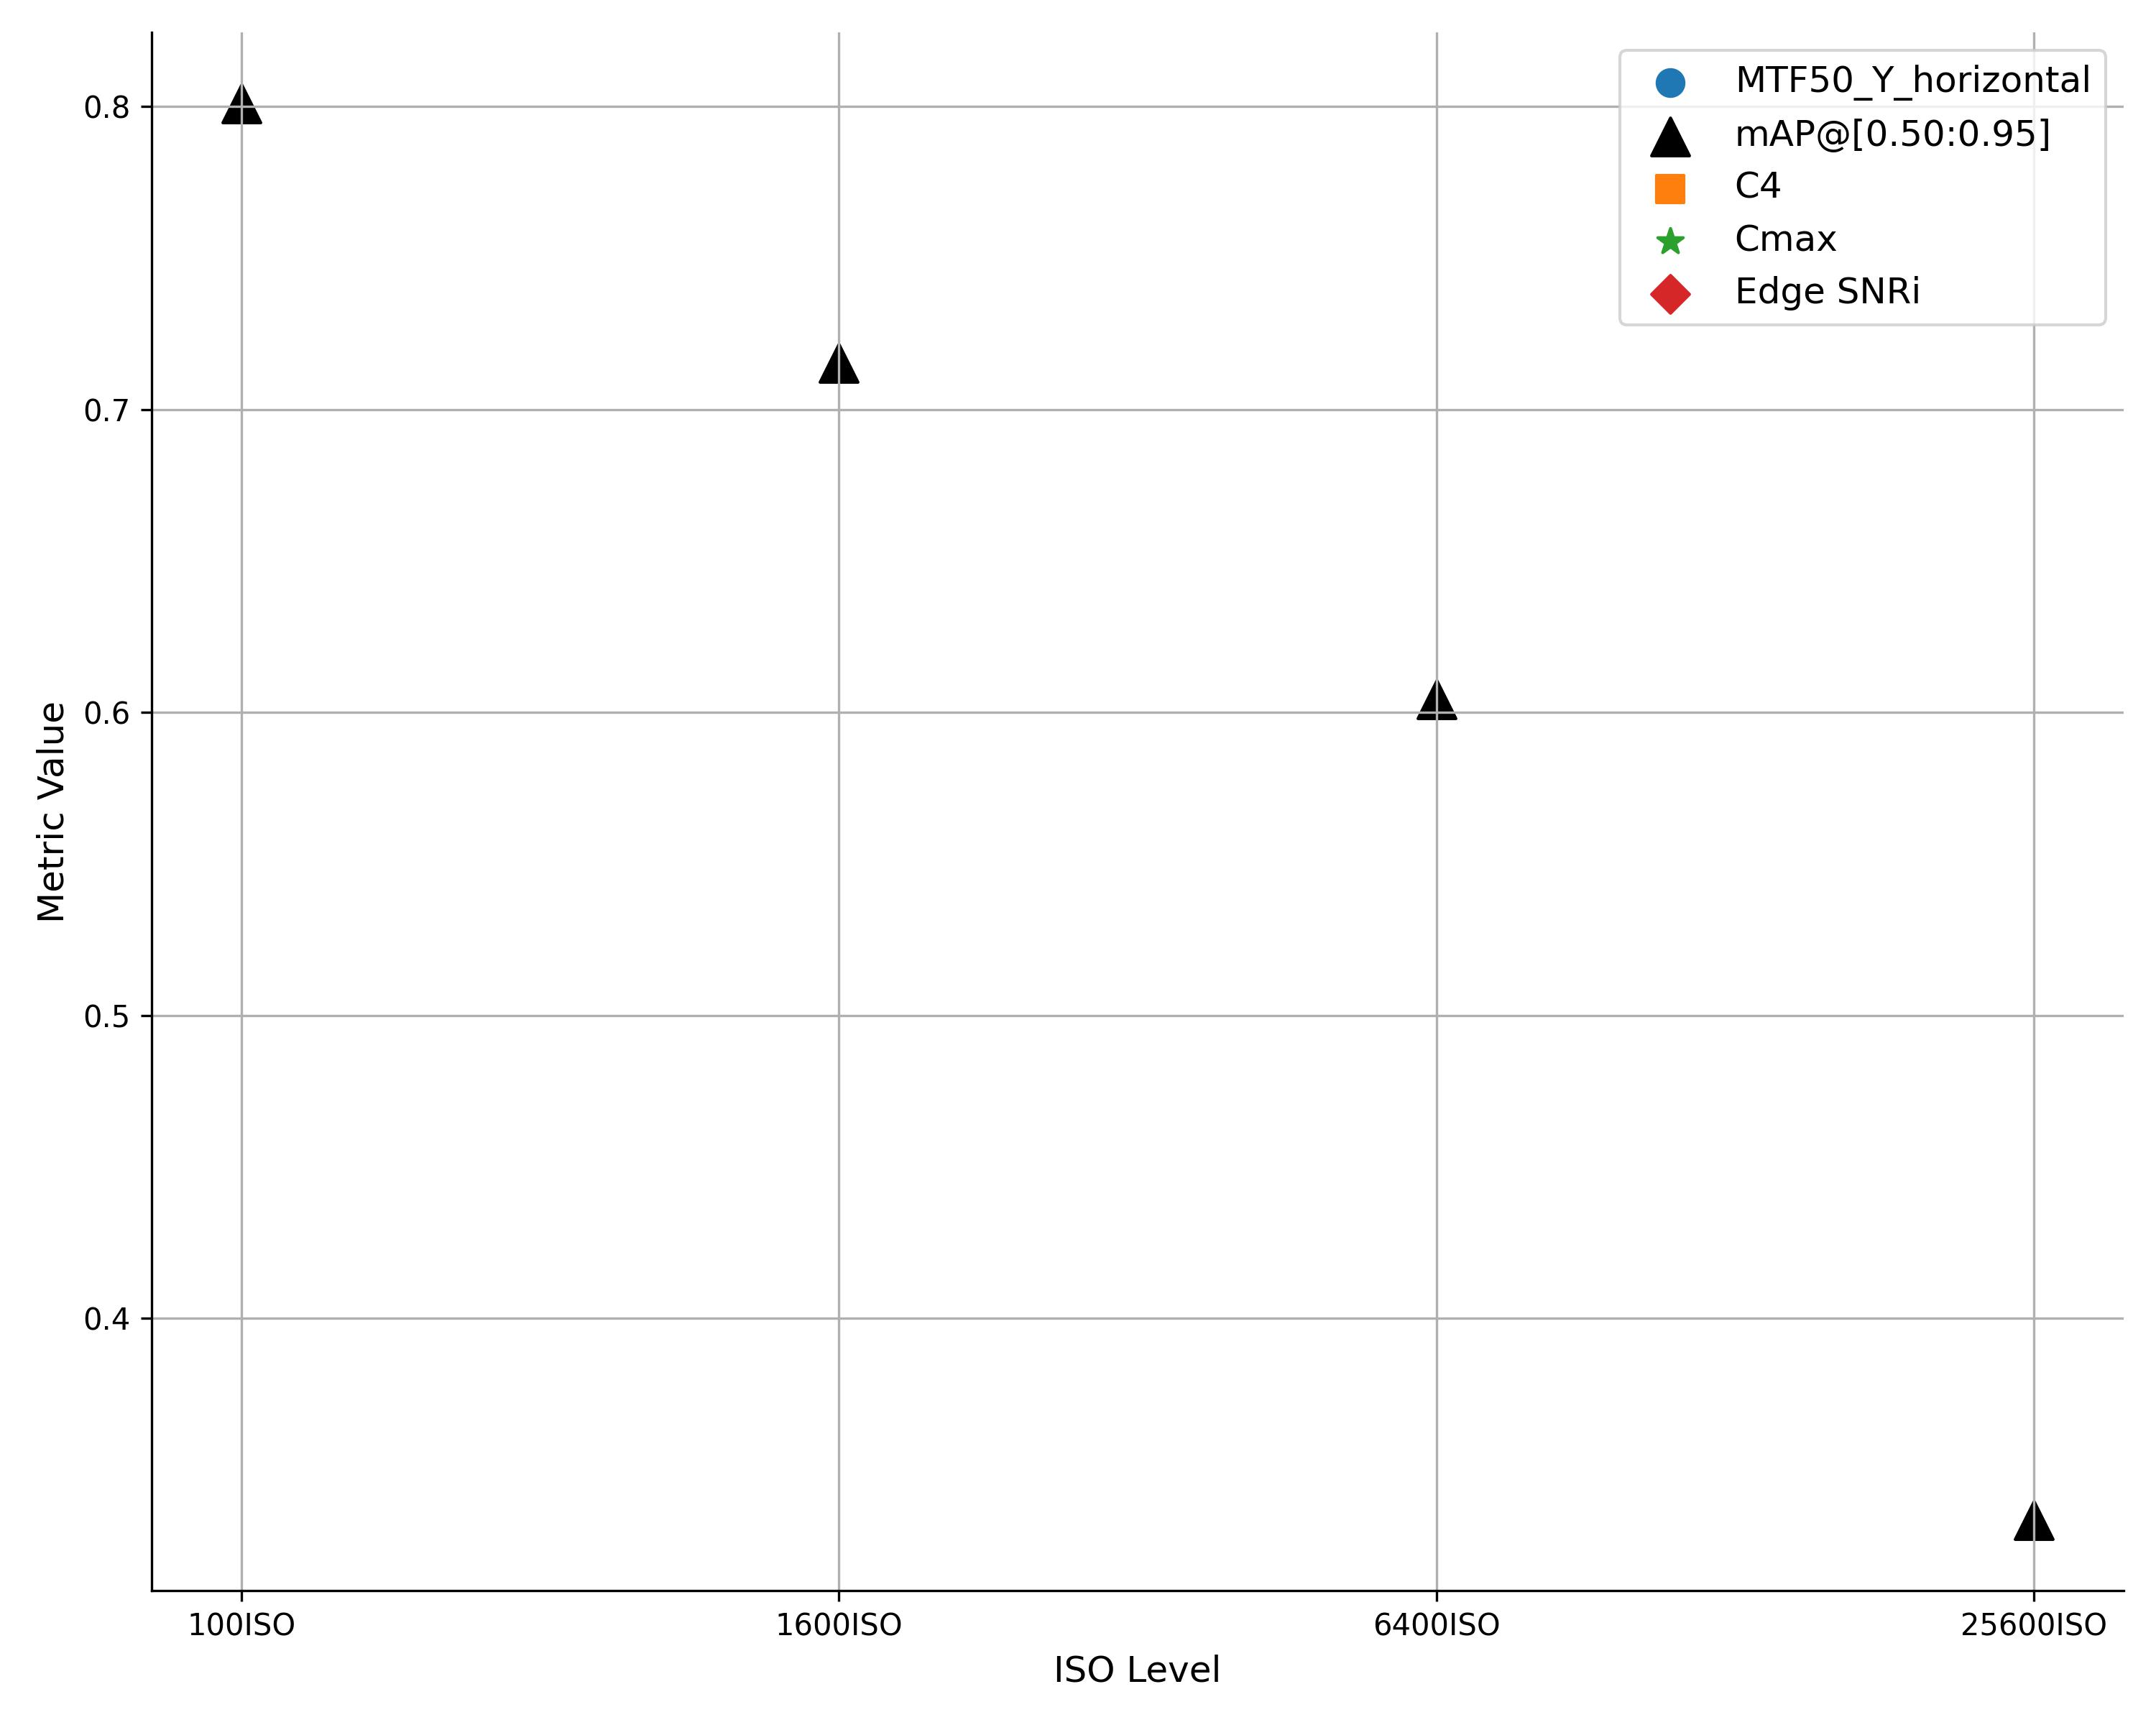 MTF50_Y_horizontal
mAP@[0.50:0.95]
C4
Cmax
Edge SNRi
0.8
0.7
0.6
0.5
0.4
Metric Value
100ISO
1600ISO
6400ISO
25600ISO
ISO Level